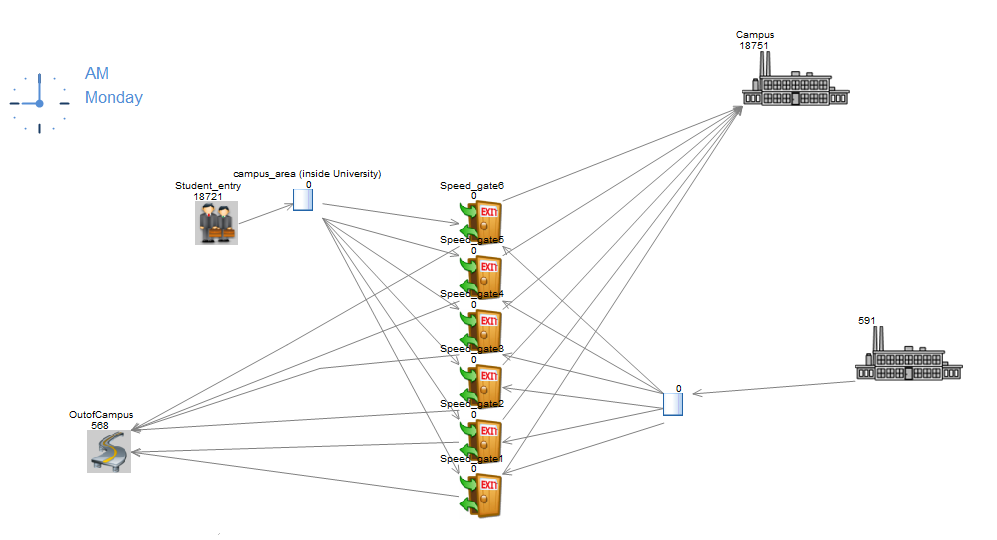 AM
Monday
Campus
18751
campus_area (inside University)
0
Student_entry
18721
Speed_gate6
0
EXIT
Speed_gate5
0
EXIT
Speed_gate4
0
EXIT
591
Speed_gate3
0
EXIT
0
Speed_gate2
0
EXIT
OutofCampus
568
Speed_gate1
0
EXIT